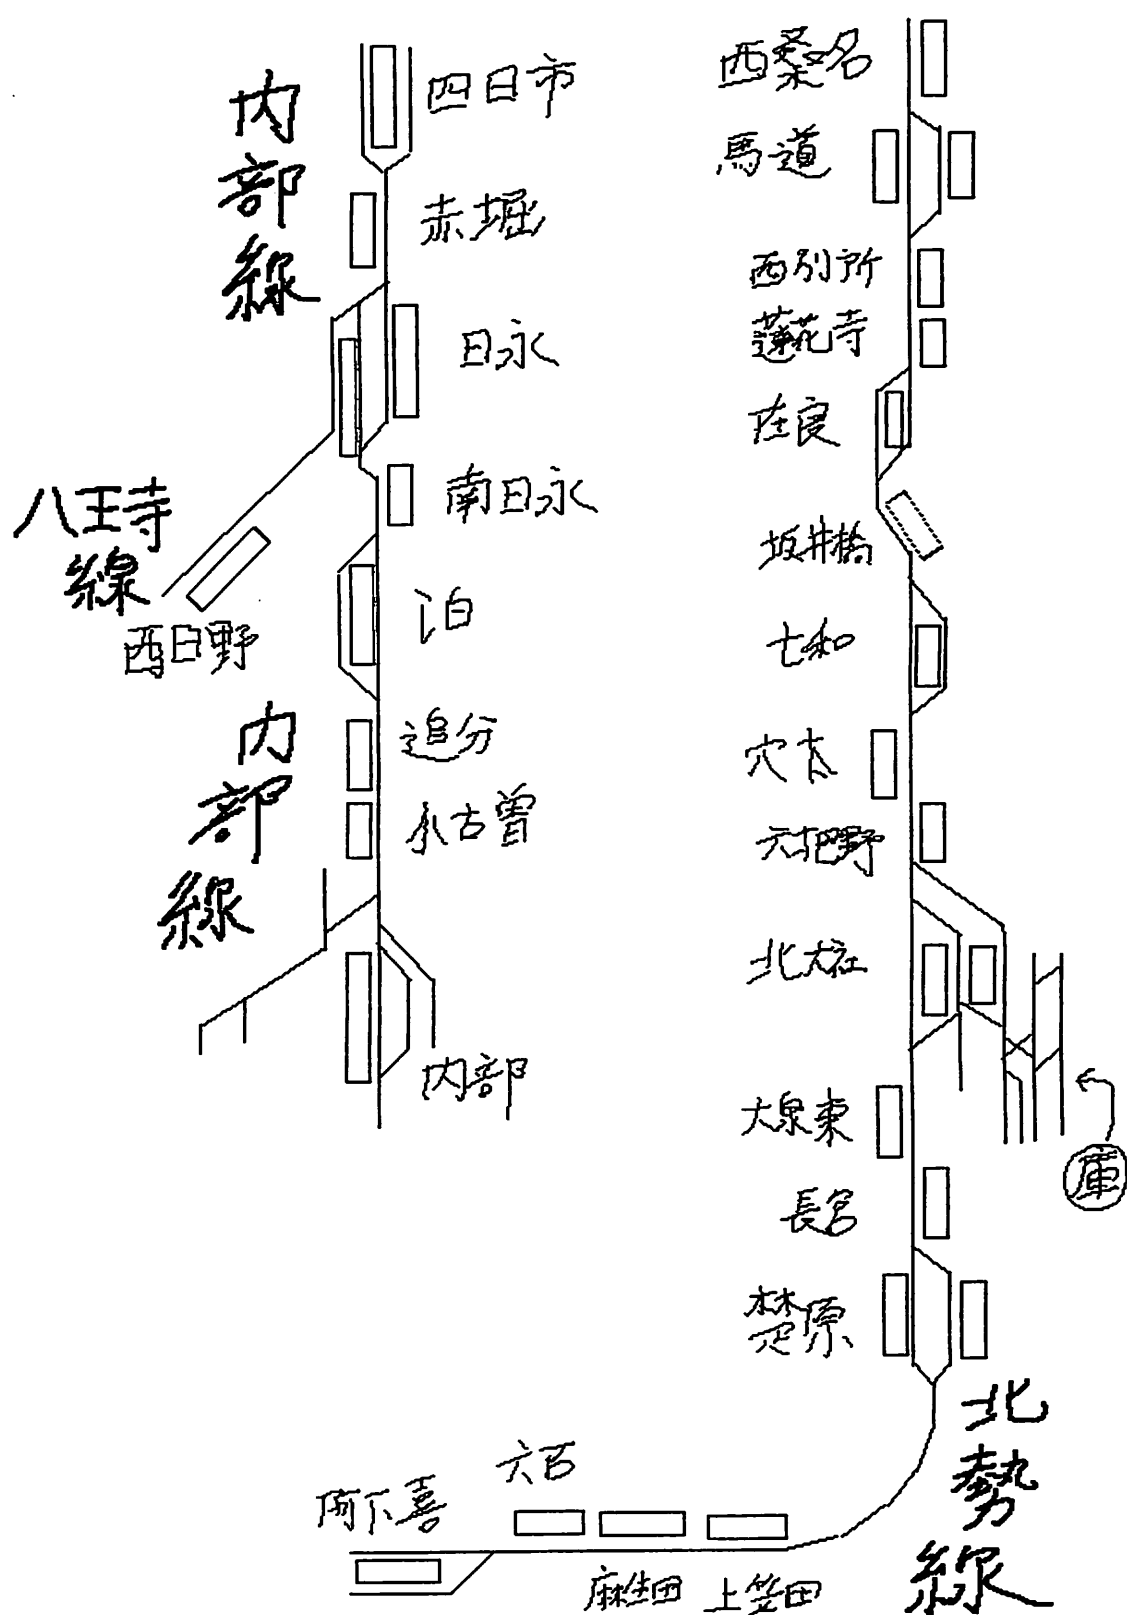 内部線
四日市
赤堀
日永
南日永
八王寺
線
西日野
泊
内部線
追分
小古曽
内部
西桑名
馬道
西別所
蓮花寺
在良
坂井橋
七和
穴太
六把野
北大社
大泉東
長宮
楚原
庫
北勢線
上笠田
麻生田
六石
阿下喜